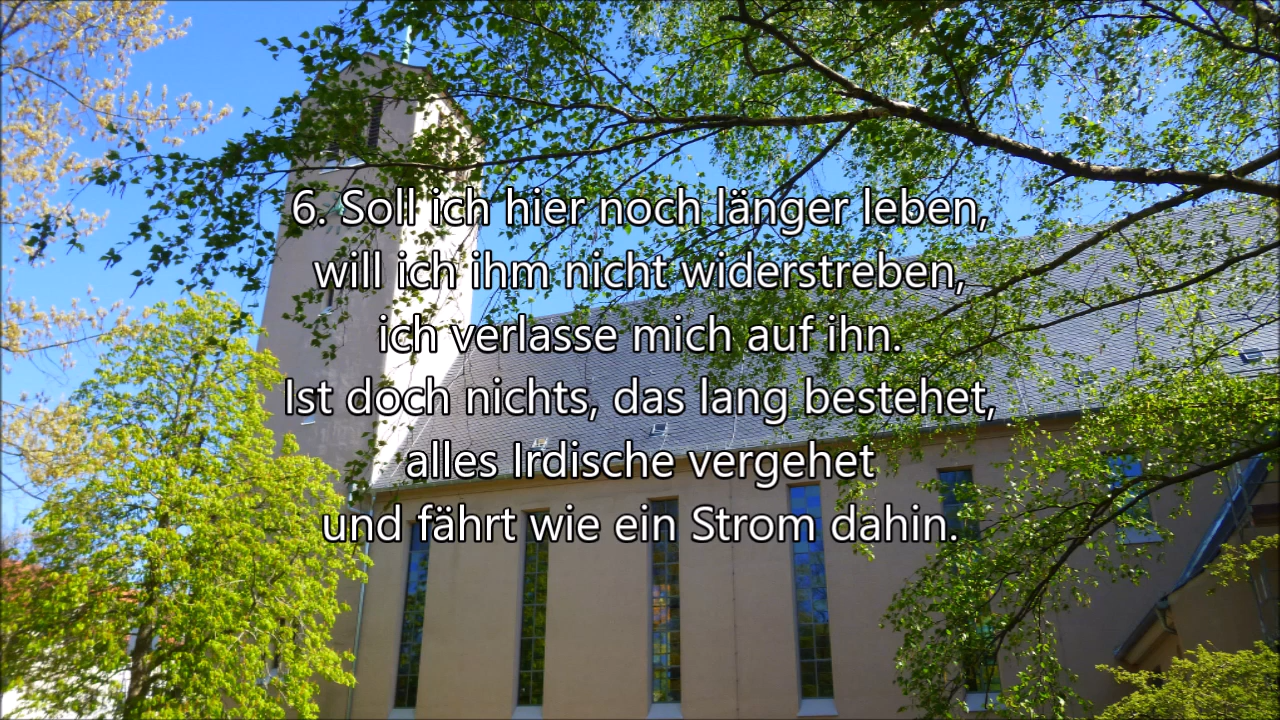 6. Soll ich hier noch länger leben,
will ich ihm nicht widerstreben,
ich verlasse mich auf ihn.
Ist doch nichts, das lang bestehet,
alles Irdische vergehet
und fährt wie ein Strom dahin.